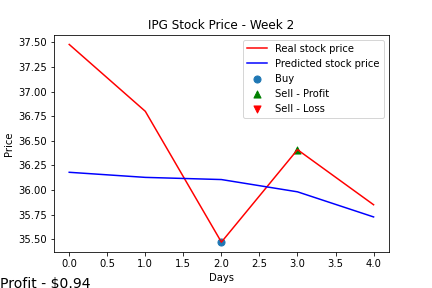 IPG Stock Price - Week 2
37.50
37.25
37.00
36.75
36.50
36.25
36.00
35.75
35.50
Price
Real stock price
Predicted stock price
Buy
Sell - Profit
Sell - Loss
0.0 0.5 1.0 1.5 2.0 2.5 3.0 3.5 4.0
Days
Profit - $0.94